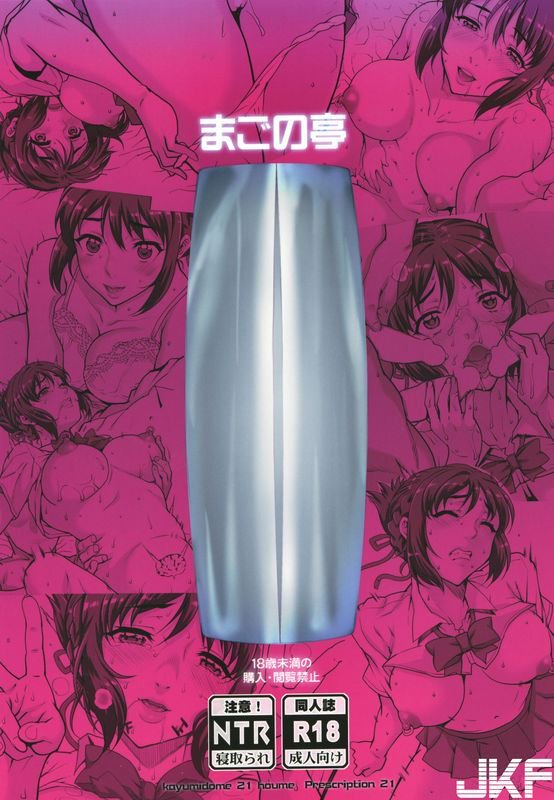 まごの亭
18歳未満の
購入・閲覧禁止
注意！
NTR
寝取られ
同人誌
R18
成人向け
kayumidome 21 houme, Prescription 21
JKF